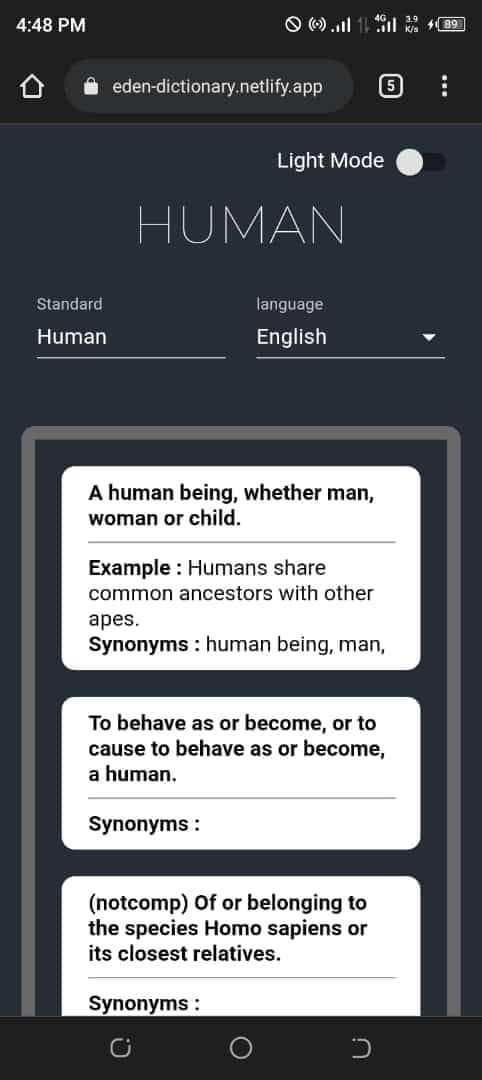 4:48 PM
4G 3.9 K/s 89
eden-dictionary.netlify.app 5
Light Mode
HUMAN
Standard language
Human English
A human being, whether man,
woman or child.
Example : Humans share
common ancestors with other
apes.
Synonyms : human being, man,
To behave as or become, or to
cause to behave as or become,
a human.
Synonyms :
(notcomp) Of or belonging to
the species Homo sapiens or
its closest relatives.
Synonyms :